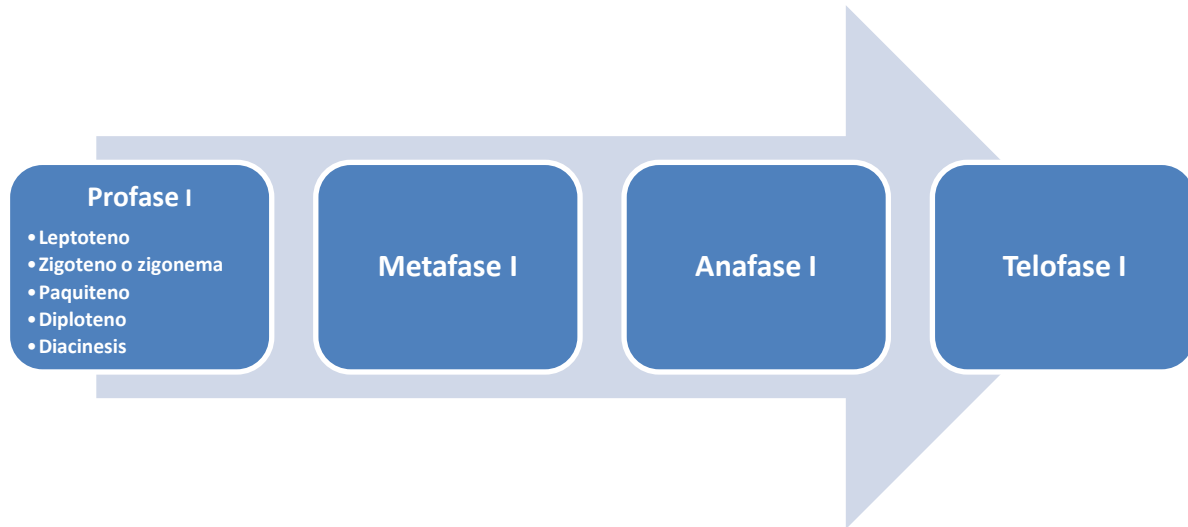 Profase I
•Leptoteno
•Zigoteno o zigonema
•Paquiteno
•Diploteno
•Diacinesis
Metafase I
Anafase I
Telofase I